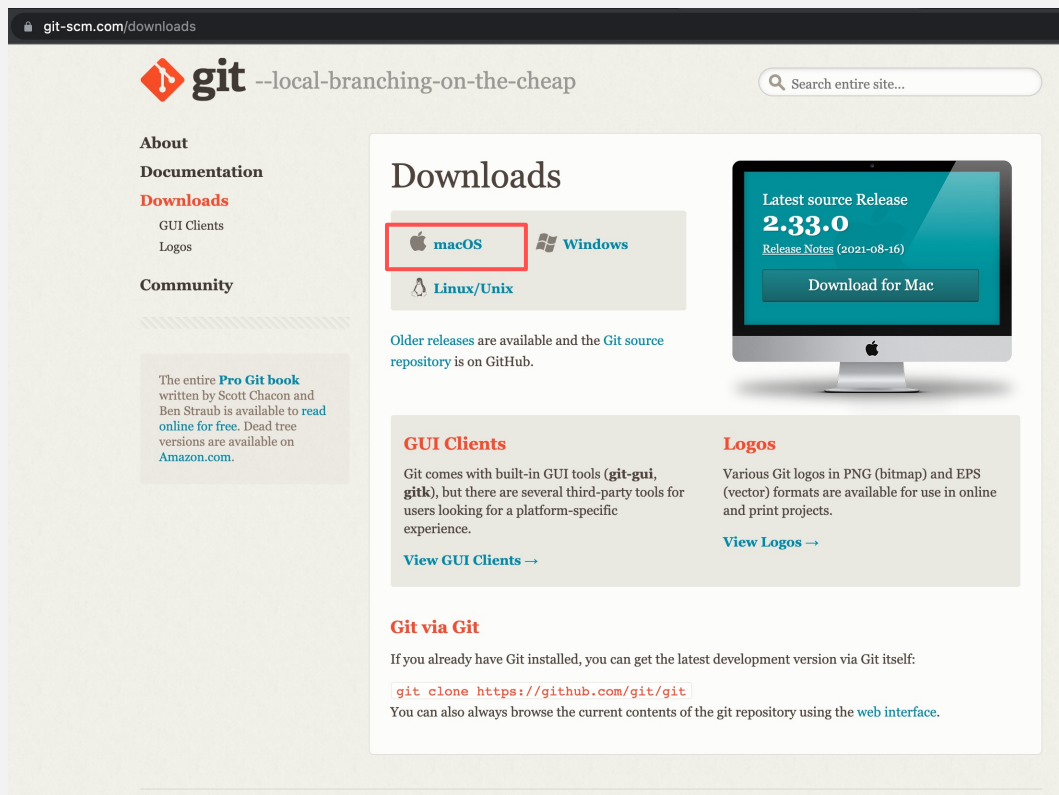 git-scm.com/downloads
git --local-branching-on-the-cheap
Search entire site...
About
Documentation
Downloads
GUI Clients
Logos
Community
The entire Pro Git book
written by Scott Chacon and
Ben Straub is available to read
online for free. Dead tree
versions are available on
Amazon.com.
Downloads
macOS
Windows
Linux/Unix
Older releases are available and the Git source
repository is on GitHub.
Latest source Release
2.33.0
Release Notes (2021-08-16)
Download for Mac
GUI Clients
Git comes with built-in GUI tools (git-gui,
gitk), but there are several third-party tools for
users looking for a platform-specific
experience.
View GUI Clients →
Logos
Various Git logos in PNG (bitmap) and EPS
(vector) formats are available for use in online
and print projects.
View Logos →
Git via Git
If you already have Git installed, you can get the latest development version via Git itself:
git clone https://github.com/git/git
You can also always browse the current contents of the git repository using the web interface.